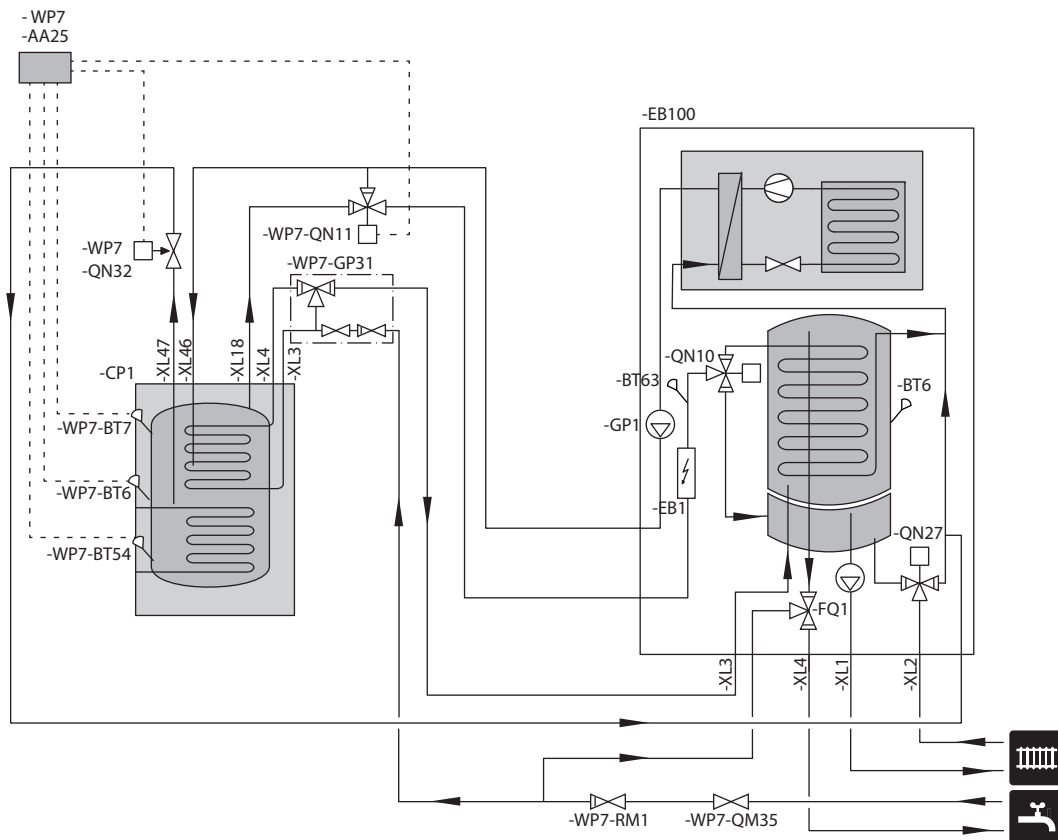 - WP7
-AA25
-EB100
-WP7
-QN32
-WP7-QN11
-WP7-GP31
-XL47
-XL46
-XL18
-XL4
-XL3
-CP1
-QN10
-BT63
-BT6
-GP1
-WP7-BT7
-WP7-BT6
-EB1
-WP7-BT54
-QN27
-FQ1
-XL3
-XL4
-XL1
-XL2
-WP7-RM1
-WP7-QM35